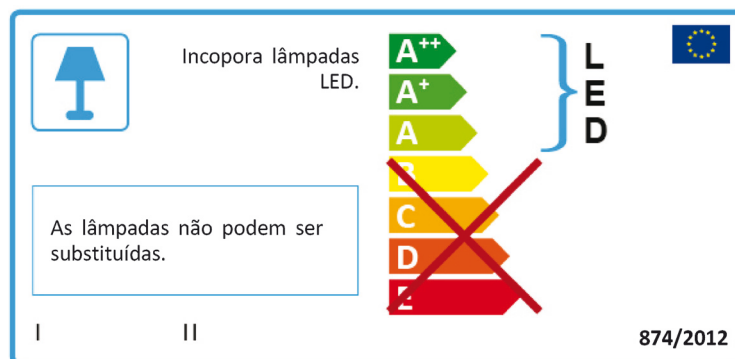 Incopora lâmpadas
LED.
A++
A+
A
B
C
D
E
L
E
D
As lâmpadas não podem ser
substituídas.
I II
874/2012